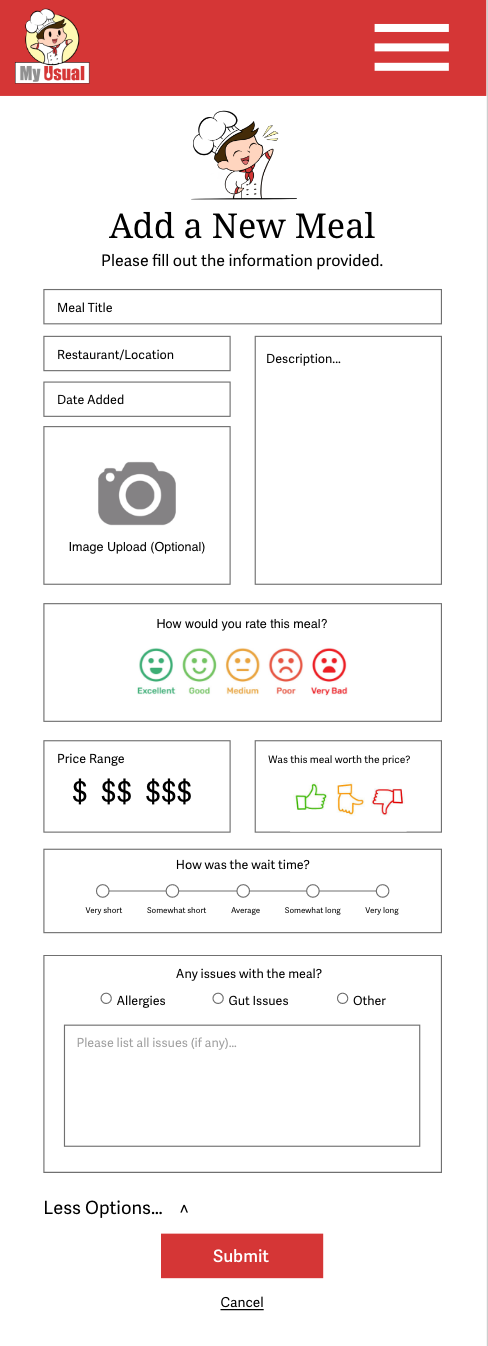 My Usual
Add a New Meal
Please fill out the information provided.
Meal Title
Restaurant/Location
Date Added
Description...
Image Upload (Optional)
How would you rate this meal?
Excellent Good Medium Poor Very Bad
Price Range
$ $$ $$$
Was this meal worth the price?
How was the wait time?
Very short Somewhat short Average Somewhat long Very long
Any issues with the meal?
Allergies Gut Issues Other
Please list all issues (if any)...
Less Options... ^
Submit
Cancel